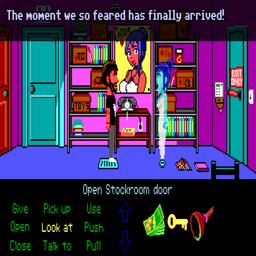 The moment we so feared has finally arrived!
Open Stockroom door
Give Pick up Use
Open Look at Push
Close Talk to Pull